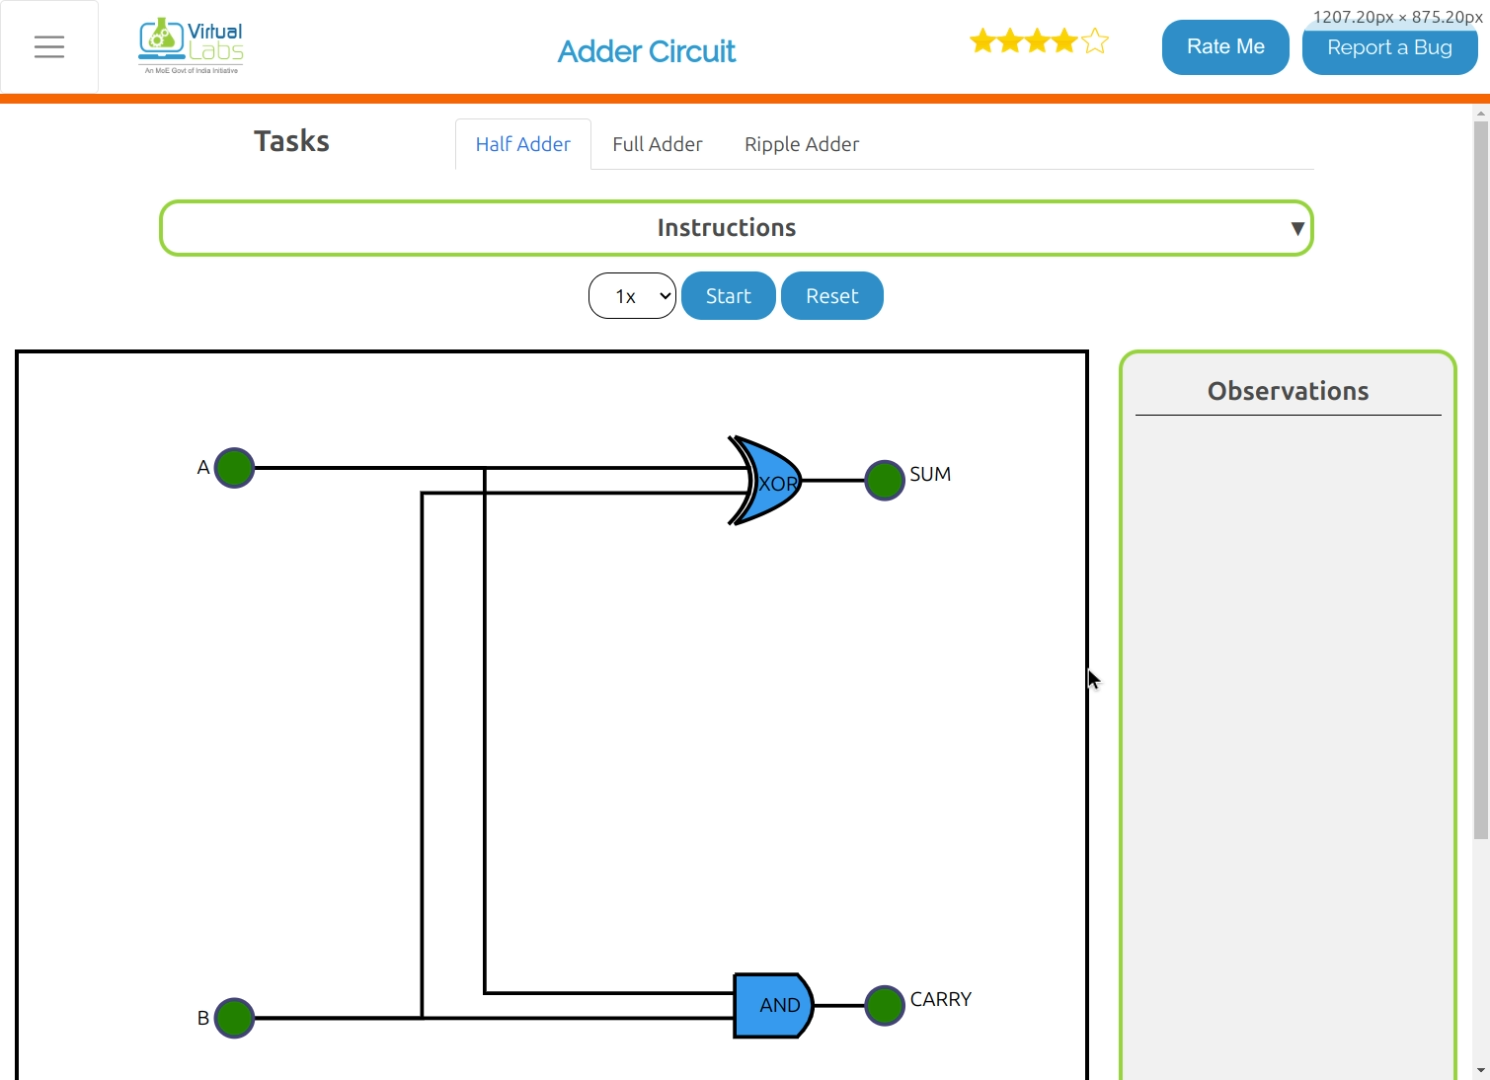 1207.20px × 875.20px
Virtual
Labs
An MoE Govt of India Initiative
Adder Circuit
Rate Me
Report a Bug
Tasks
Half Adder
Full Adder
Ripple Adder
Instructions
1x
Start
Reset
Observations
A
XOR
SUM
B
AND
CARRY